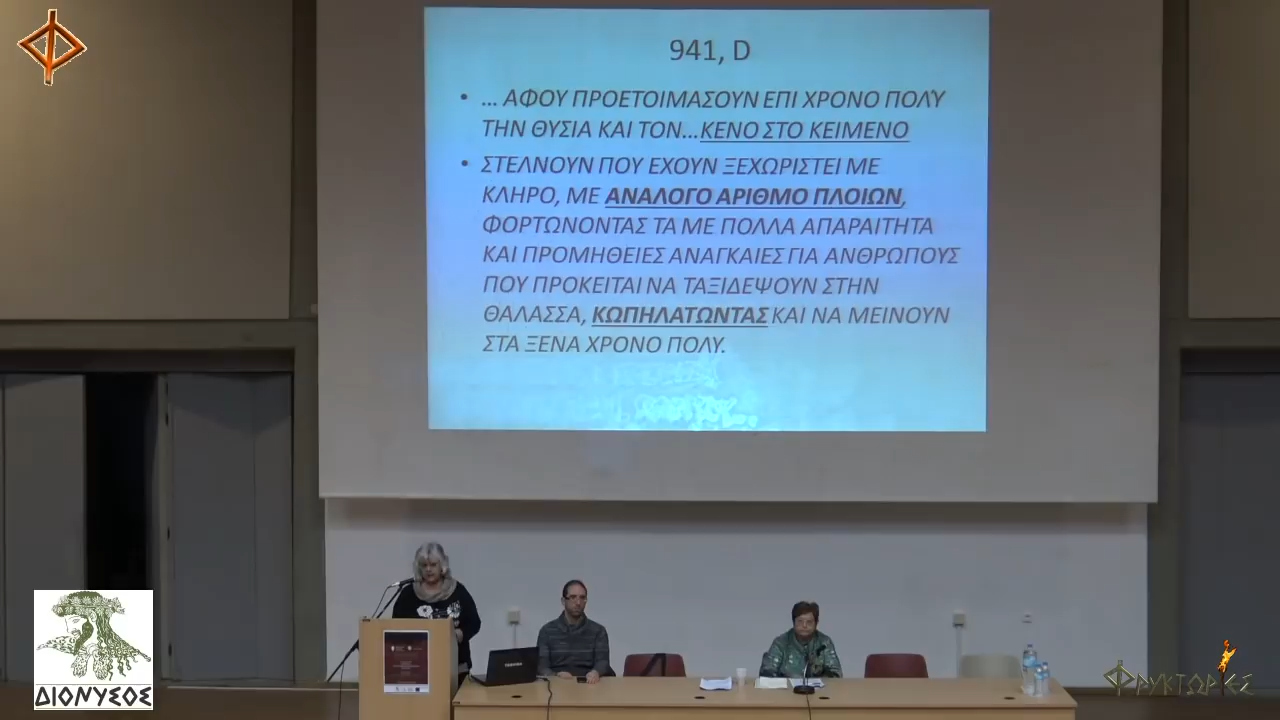 941, D
• ... ΑΦΟΥ ΠΡΟΕΤΟΙΜΑΣΟΥΝ ΕΠΙ ΧΡΟΝΟ ΠΟΛΎ
ΤΗΝ ΘΥΣΙΑ ΚΑΙ ΤΟΝ...ΚΕΝΟ ΣΤΟ ΚΕΙΜΕΝΟ
• ΣΤΕΛΝΟΥΝ ΠΟΥ ΕΧΟΥΝ ΞΕΧΩΡΙΣΤΕΙ ΜΕ
ΚΛΗΡΟ, ΜΕ ΑΝΑΛΟΓΟ ΑΡΙΘΜΟ ΠΛΟΙΩΝ,
ΦΟΡΤΩΝΟΝΤΑΣ ΤΑ ΜΕ ΠΟΛΛΑ ΑΠΑΡΑΙΤΗΤΑ
ΚΑΙ ΠΡΟΜΗΘΕΙΕΣ ΑΝΑΓΚΑΙΕΣ ΓΙΑ ΑΝΘΡΩΠΟΥΣ
ΠΟΥ ΠΡΟΚΕΙΤΑΙ ΝΑ ΤΑΞΙΔΕΨΟΥΝ ΣΤΗΝ
ΘΑΛΑΣΣΑ, ΚΩΠΗΛΑΤΩΝΤΑΣ ΚΑΙ ΝΑ ΜΕΙΝΟΥΝ
ΣΤΑ ΞΕΝΑ ΧΡΟΝΟ ΠΟΛΥ.
TOSHIBA
ΔΙΟΝΥΣΟΣ
ΦΡΥΚΤΩΡΙΕΣ